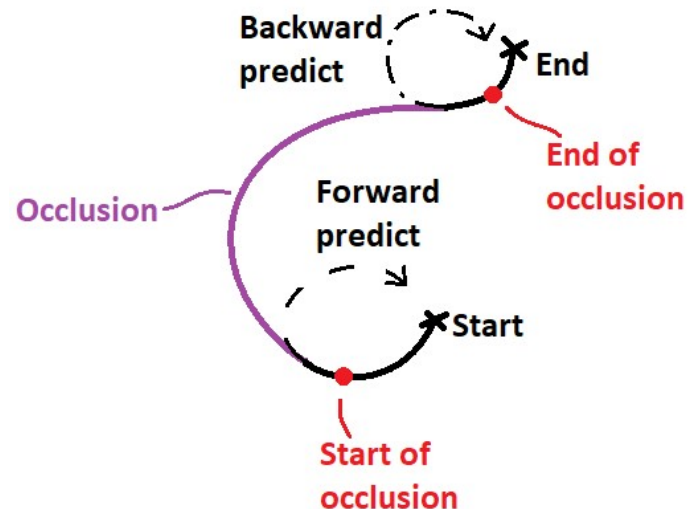 Backward
predict
End
End of
occlusion
Occlusion
Forward
predict
Start
Start of
occlusion